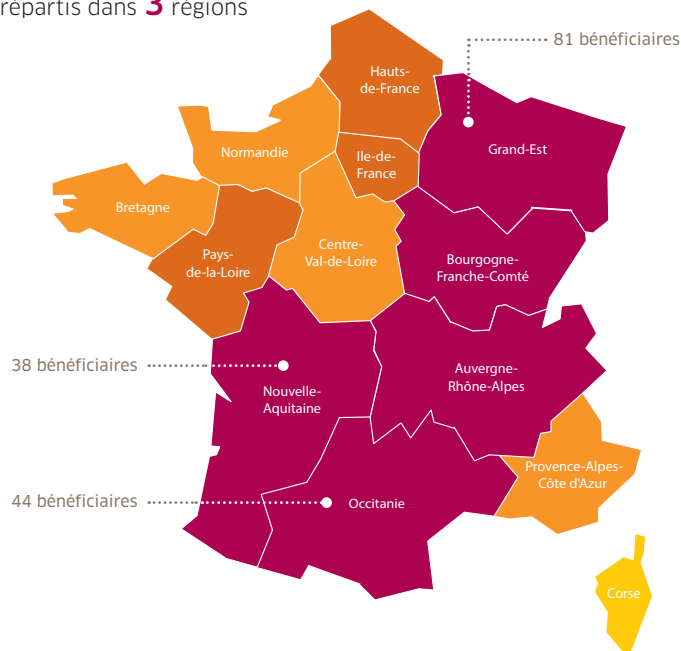 répartis dans 3 régions
81 bénéficiaires
Hauts-
de-France
Grand-Est
Normandie
Ile-de-
France
Bretagne
Centre-
Val-de-Loire
Pays-
de-la-Loire
Bourgogne-
Franche-Comté
38 bénéficiaires
Auvergne-
Rhône-Alpes
Nouvelle-
Aquitaine
Provence-Alpes-
Côte d'Azur
44 bénéficiaires
Occitanie
Corse